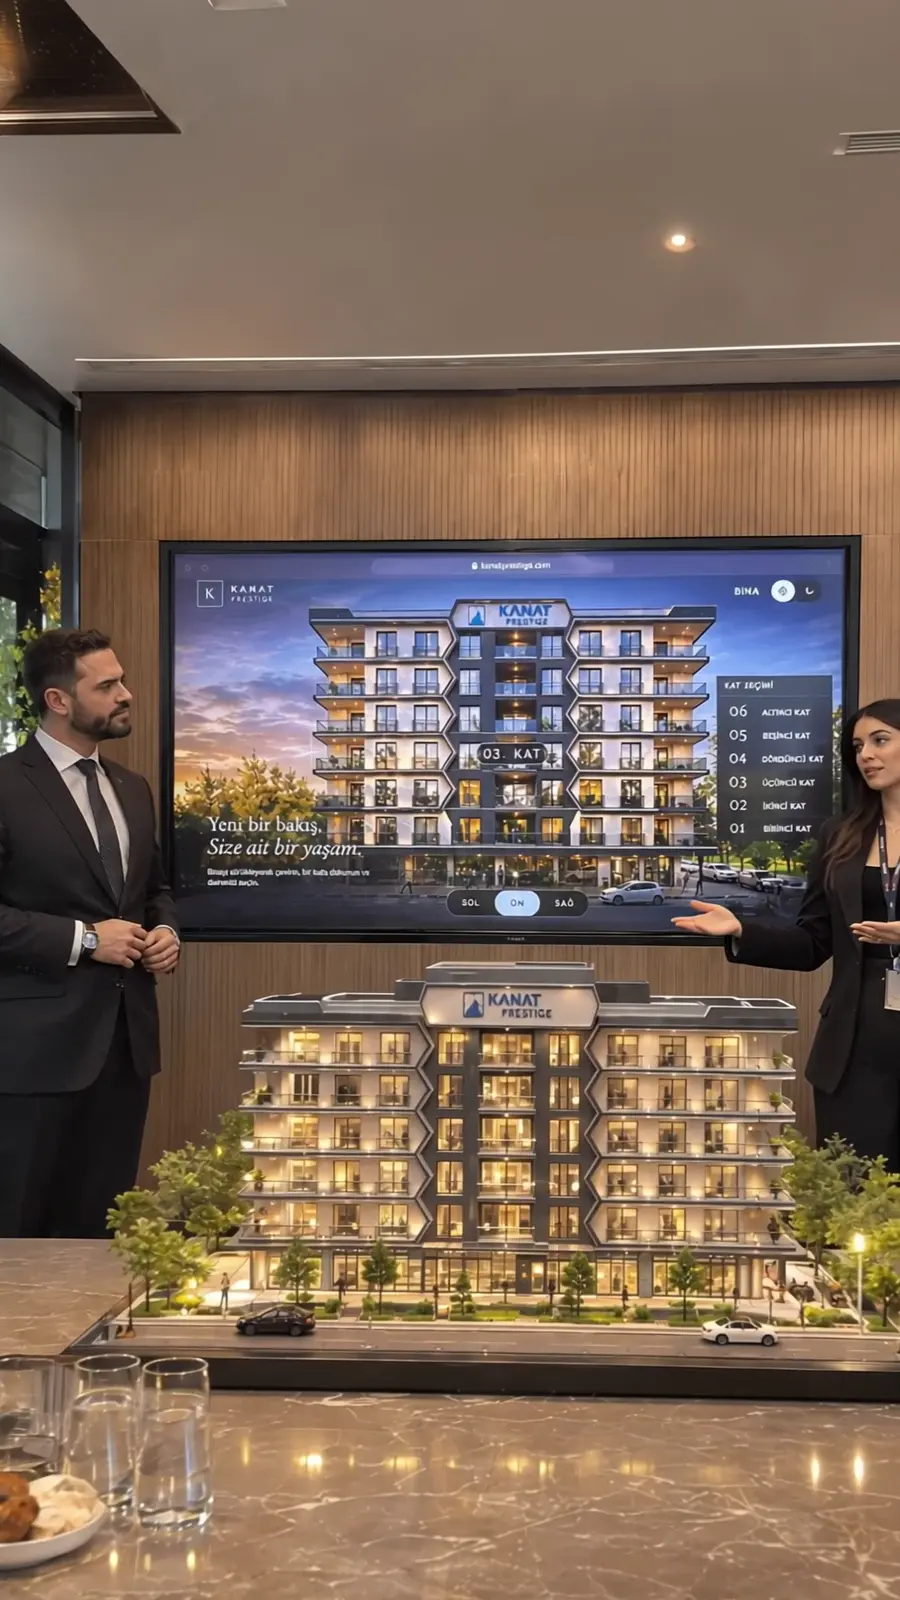 kanatprestige.com
K
KANAT
PRESTIGE
BİNA
KANAT
PRESTIGE
KAT SEÇİMİ
06 ALTINCI KAT
05 BEŞİNCİ KAT
04 DÖRDÜNCÜ KAT
03 ÜÇÜNCÜ KAT
02 İKİNCİ KAT
01 BİRİNCİ KAT
03. KAT
Yeni bir bakış,
Size ait bir yaşam.
SOL
ÖN
SAĞ
KANAT
PRESTIGE